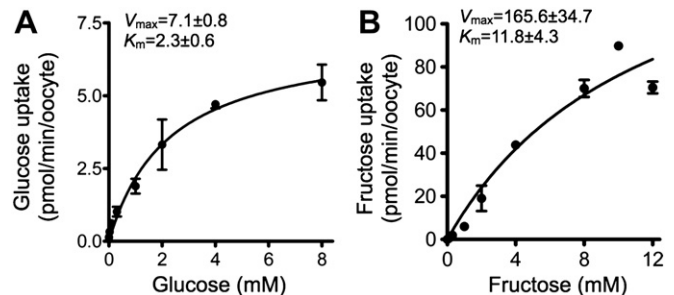 A
Vmax=7.1±0.8
Km=2.3±0.6
7.5
5.0
2.5
0.0
Glucose uptake
(pmol/min/oocyte)
0 2 4 6 8
Glucose (mM)
B
Vmax=165.6±34.7
Km=11.8±4.3
100
80
60
40
20
0
Fructose uptake
(pmol/min/oocyte)
0 4 8 12
Fructose (mM)